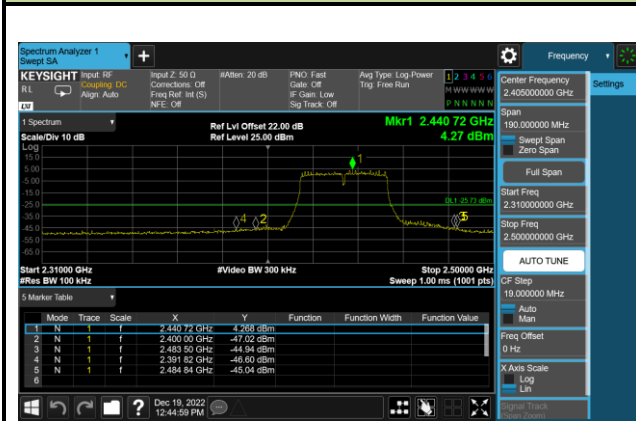 Spectrum Analyzer 1
Swept SA
+
Frequency
KEYSIGHT
RL
LXI
Input: RF
Coupling: DC
Align: Auto
Input Z: 50 Ω
Corrections: Off
Freq Ref: Int (S)
NFE: Off
#Atten: 20 dB
PNO: Fast
Gate: Off
IF Gain: Low
Sig Track: Off
Avg Type: Log-Power
Trig: Free Run
1 2 3 4 5 6
M W W W W W
P N N N N N
Center Frequency
2.405000000 GHz
Settings
1 Spectrum
Scale/Div 10 dB
Ref Lvl Offset 22.00 dB
Ref Level 25.00 dBm
Mkr1 2.440 72 GHz
4.27 dBm
Log
15.0
5.00
-5.00
-15.0
-25.0
-35.0
-45.0
-55.0
-65.0
1
DL1 -25.73 dBm
4
2
Start 2.31000 GHz
#Res BW 100 kHz
#Video BW 300 kHz
Stop 2.50000 GHz
Sweep 1.00 ms (1001 pts)
Span
190.000000 MHz
Swept Span
Zero Span
Full Span
Start Freq
2.310000000 GHz
Stop Freq
2.500000000 GHz
AUTO TUNE
CF Step
19.000000 MHz
Auto
Man
Freq Offset
0 Hz
X Axis Scale
Log
Lin
Signal Track
(Span Zoom)
5 Marker Table
Mode Trace Scale X Y Function Function Width Function Value
1 N 1 f 2.440 72 GHz 4.268 dBm
2 N 1 f 2.400 00 GHz -47.02 dBm
3 N 1 f 2.483 50 GHz -44.94 dBm
4 N 1 f 2.391 82 GHz -46.60 dBm
5 N 1 f 2.484 84 GHz -45.04 dBm
6
?
Dec 19, 2022
12:44:59 PM